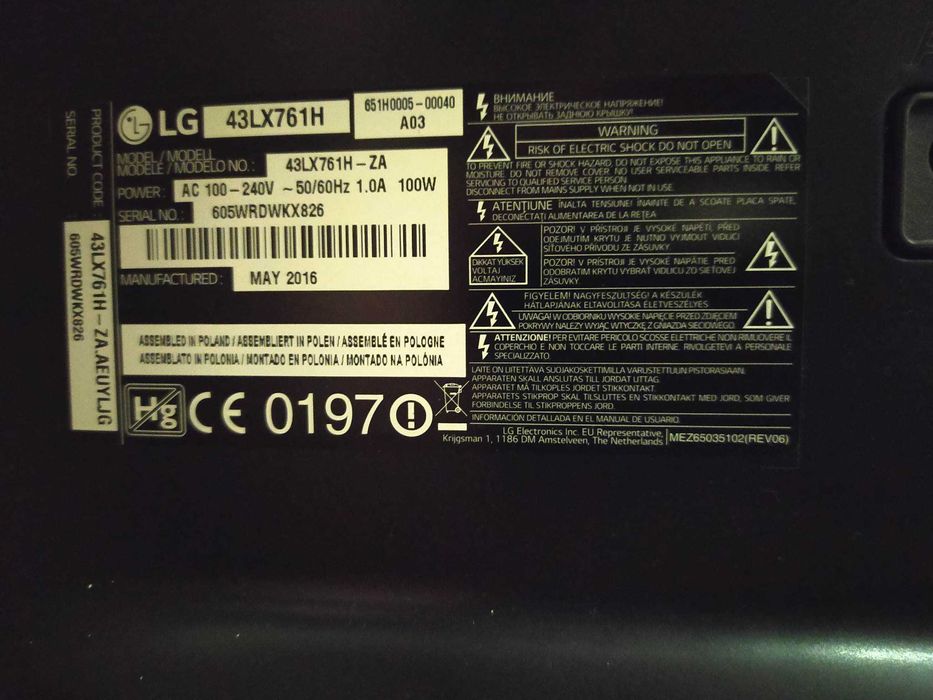 LG
43LX761H
651H0005-00040
A03
MODEL / MODELL
MODÈLE / MODELO NO.:
43LX761H-ZA
POWER:
AC 100-240V ~50/60Hz 1.0A 100W
SERIAL NO.:
605WRDWKX826
MANUFACTURED:
MAY 2016
ASSEMBLED IN POLAND / ASSEMBLIERT IN POLEN / ASSEMBLÉ EN POLOGNE
ASSEMBLATO IN POLONIA / MONTADO EN POLONIA / MONTADO NA POLÓNIA
Hg CE 0197
PRODUCT CODE:
43LX761H-ZA.AEUYLJG
SERIAL NO
605WRDWKX826
ВНИМАНИЕ
ВЫСОКОЕ ЭЛЕКТРИЧЕСКОЕ НАПРЯЖЕНИЕ!
НЕ ОТКРЫВАТЬ ЗАДНЮЮ КРЫШКУ!
WARNING
RISK OF ELECTRIC SHOCK DO NOT OPEN
TO PREVENT FIRE OR SHOCK HAZARD, DO NOT EXPOSE THIS APPLIANCE TO RAIN OR
MOISTURE. DO NOT REMOVE COVER. NO USER SERVICEABLE PARTS INSIDE. REFER
SERVICING TO QUALIFIED SERVICE PERSON.
DISCONNECT FROM MAINS SUPPLY WHEN NOT IN USE.
ATENȚIUNE ÎNALTA TENSIUNE! ÎNAINTE DE A SCOATE PLACA SPATE,
DECONECTAȚI ALIMENTAREA DE LA REȚEA
DIKKAT YUKSEK
VOLTAJ
ACMAYINIZ
POZOR! V PŘÍSTROJI JE VYSOKÉ NAPĚTÍ, PŘED
ODEJMUTIM KRYTU JE NUTNO VYJMOUT VIDLICI
SÍŤOVÉHO PŘÍVODU ZE ZÁSUVKY.
POZOR! V PRÍSTROJI JE VYSOKÉ NAPÄTIE. PRED
ODOBRATIM KRYTU VYBRAŤ VIDLICU ZO SIEŤOVEJ
ZÁSUVKY.
FIGYELEM! NAGYFESZÜLTSÉG! A KÉSZÜLÉK
HÁTLAPJÁNAK ELTÁVOLÍTÁSA ÉLETVESZÉLYES
UWAGA! W ODBIORNIKU WYSOKIE NAPIĘCIE PRZED ZDJĘCIEM
POKRYWY NALEŻY WYJĄĆ WTYCZKĘ Z GNIAZDA SIECIOWEGO.
ATTENZIONE! PER EVITARE PERICOLO SCOSSE ELETTRICHE NON RIMUOVERE IL
COPERCHIO E NON TOCCARE LE PARTI INTERNE. RIVOLGETEVI A PERSONALE
SPECIALIZZATO.
LAITE ON LIITETTÄVÄ SUOJAKOSKETTIMILLA VARUSTETTUUN PISTORASIAAN.
APPARATEN SKALL ANSLUTAS TILL JORDAT UTTAG.
APPARATET MÅ TILKOPLES JORDET STIKKONTAKT.
APPARATETS STIKPROP SKAL TILSLUTTES EN STIKKONTAKT MED JORD, SOM GIVER
FORBINDELSE TIL STIKPROPPENS JORD.
INFORMACIÓN DETALLADA EN EL MANUAL DE USUARIO.
LG Electronics Inc. EU Representative,
Krijgsman 1, 1186 DM Amstelveen, The Netherlands
MEZ65035102(REV06)